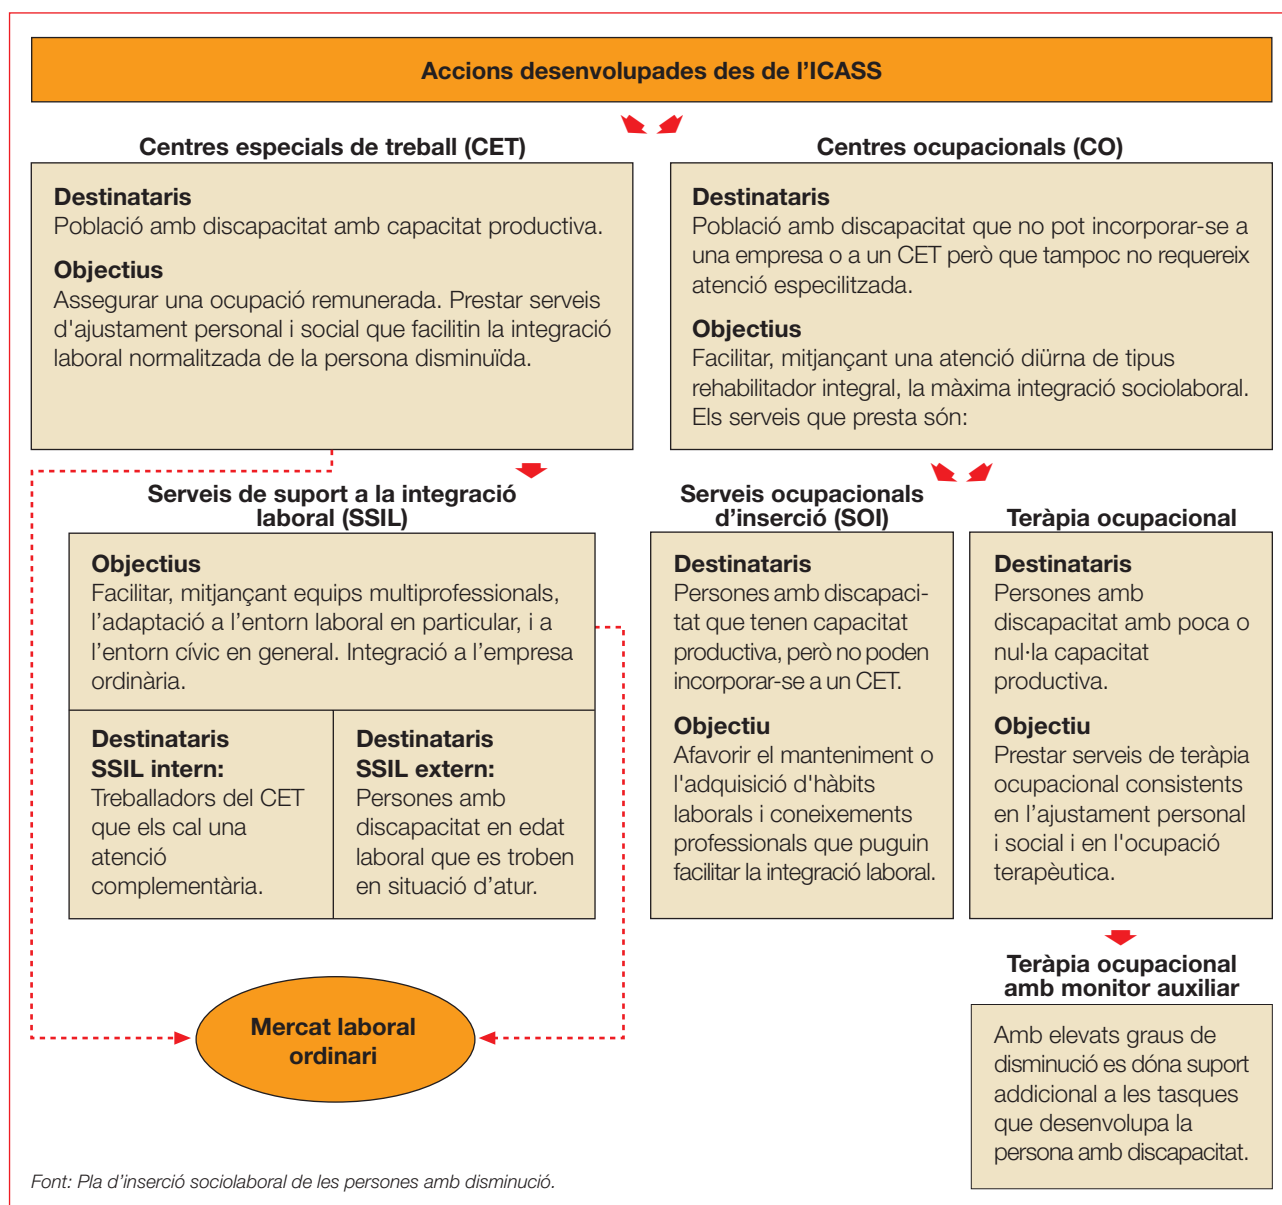 Accions desenvolupades des de l’ICASS
Centres especials de treball (CET)
Destinataris
Població amb discapacitat amb capacitat productiva.
Objectius
Assegurar una ocupació remunerada. Prestar serveis
d'ajustament personal i social que facilitin la integració
laboral normalitzada de la persona disminuïda.
Centres ocupacionals (CO)
Destinataris
Població amb discapacitat que no pot incorporar-se a
una empresa o a un CET però que tampoc no requereix
atenció especilitzada.
Objectius
Facilitar, mitjançant una atenció diürna de tipus
rehabilitador integral, la màxima integració sociolaboral.
Els serveis que presta són:
Serveis de suport a la integració
laboral (SSIL)
Objectius
Facilitar, mitjançant equips multiprofessionals,
l’adaptació a l’entorn laboral en particular, i a
l’entorn cívic en general. Integració a l’empresa
ordinària.
Destinataris
SSIL intern:
Treballadors del CET
que els cal una
atenció
complementària.
Destinataris
SSIL extern:
Persones amb
discapacitat en edat
laboral que es troben
en situació d’atur.
Serveis ocupacionals
d’inserció (SOI)
Destinataris
Persones amb discapaci-
tat que tenen capacitat
productiva, però no poden
incorporar-se a un CET.
Objectiu
Afavorir el manteniment o
l'adquisició d'hàbits
laborals i coneixements
professionals que puguin
facilitar la integració laboral.
Teràpia ocupacional
Destinataris
Persones amb
discapacitat amb poca o
nul·la capacitat
productiva.
Objectiu
Prestar serveis de teràpia
ocupacional consistents
en l’ajustament personal
i social i en l'ocupació
terapèutica.
Teràpia ocupacional
amb monitor auxiliar
Amb elevats graus de
disminució es dóna suport
addicional a les tasques
que desenvolupa la
persona amb discapacitat.
Mercat laboral
ordinari
Font: Pla d’inserció sociolaboral de les persones amb disminució.